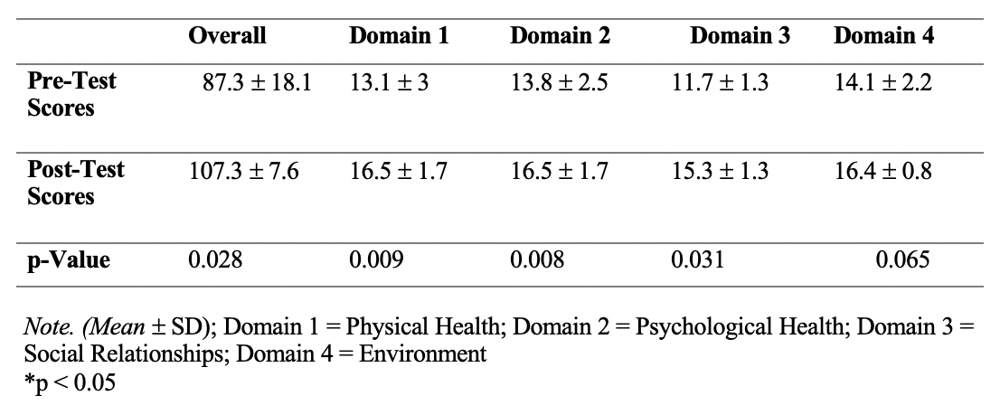 Overall Domain 1 Domain 2 Domain 3 Domain 4
Pre-Test 87.3 ± 18.1 13.1 ± 3 13.8 ± 2.5 11.7 ± 1.3 14.1 ± 2.2
Scores
Post-Test 107.3 ± 7.6 16.5 ± 1.7 16.5 ± 1.7 15.3 ± 1.3 16.4 ± 0.8
Scores
p-Value 0.028 0.009 0.008 0.031 0.065
Note. (Mean ± SD); Domain 1 = Physical Health; Domain 2 = Psychological Health; Domain 3 =
Social Relationships; Domain 4 = Environment
*p < 0.05